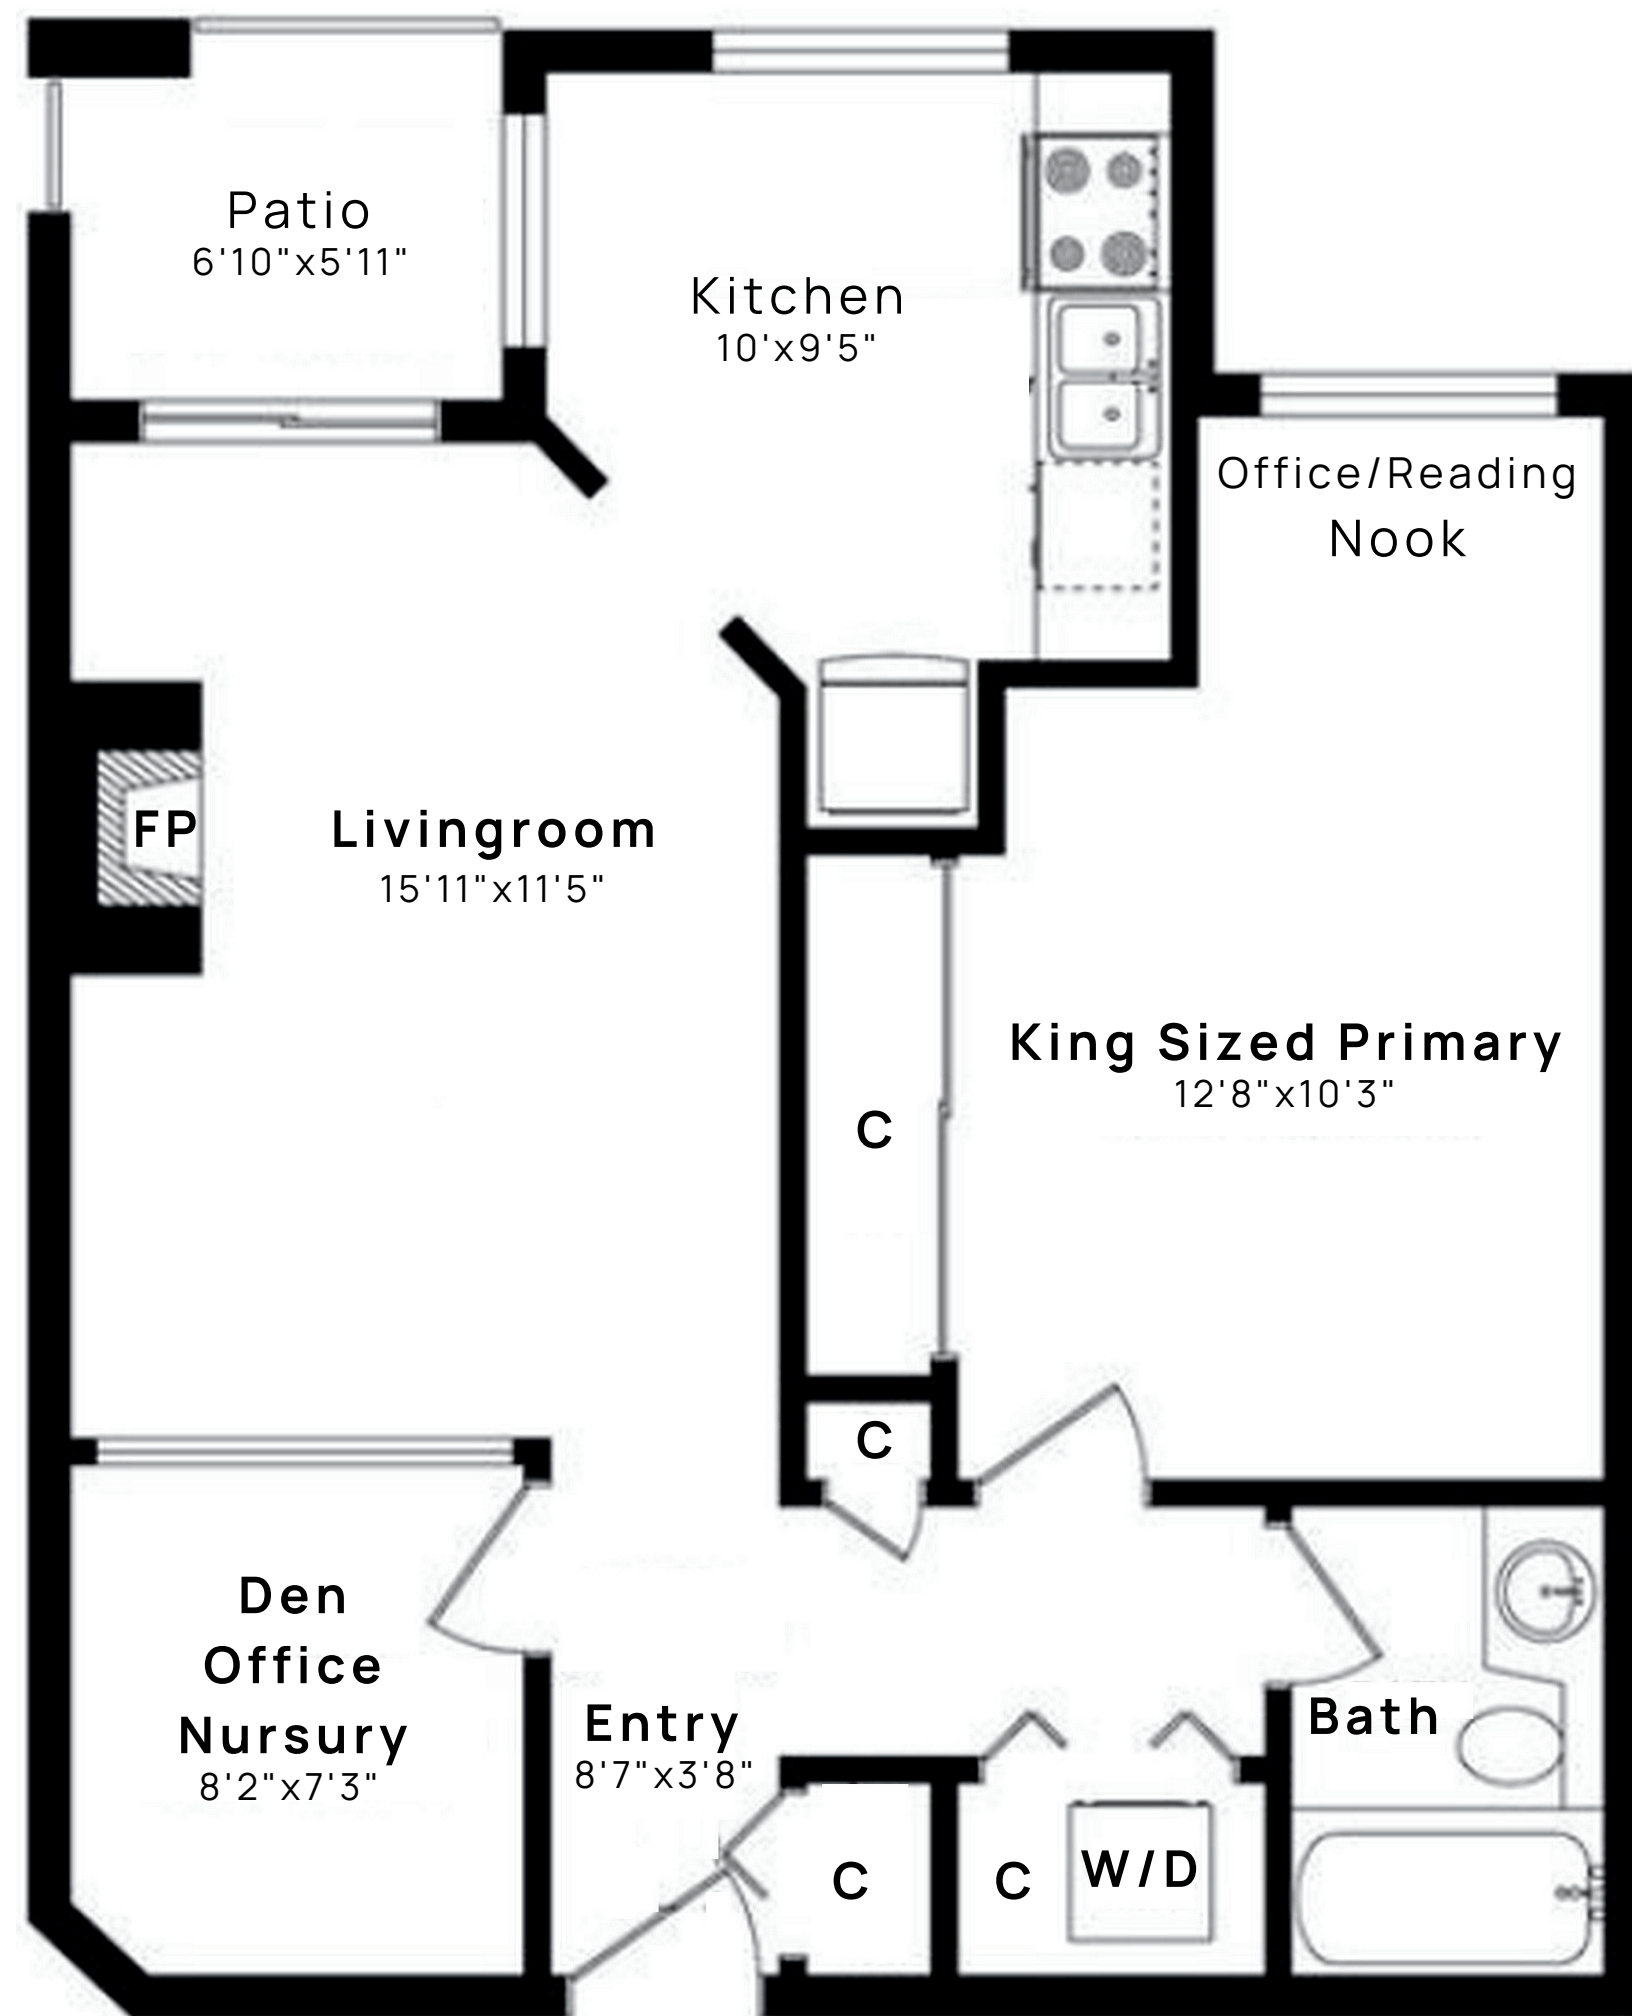 Patio
6'10"x5'11"
Kitchen
10'x9'5"
Office/Reading
Nook
FP
Livingroom
15'11"x11'5"
King Sized Primary
12'8"x10'3"
C
C
Den
Office
Nursury
8'2"x7'3"
Entry
8'7"x3'8"
Bath
C
C
W/D